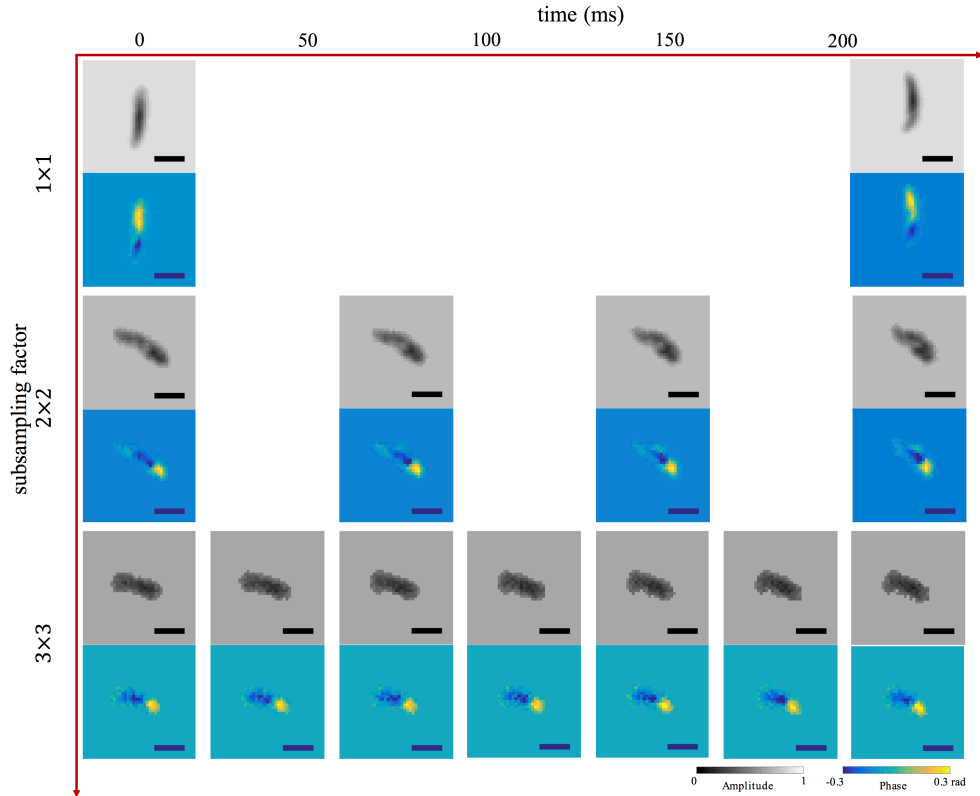 time (ms)
0 50 100 150 200
subsampling factor
1×1
2×2
3×3
0 Amplitude 1
-0.3 Phase 0.3 rad